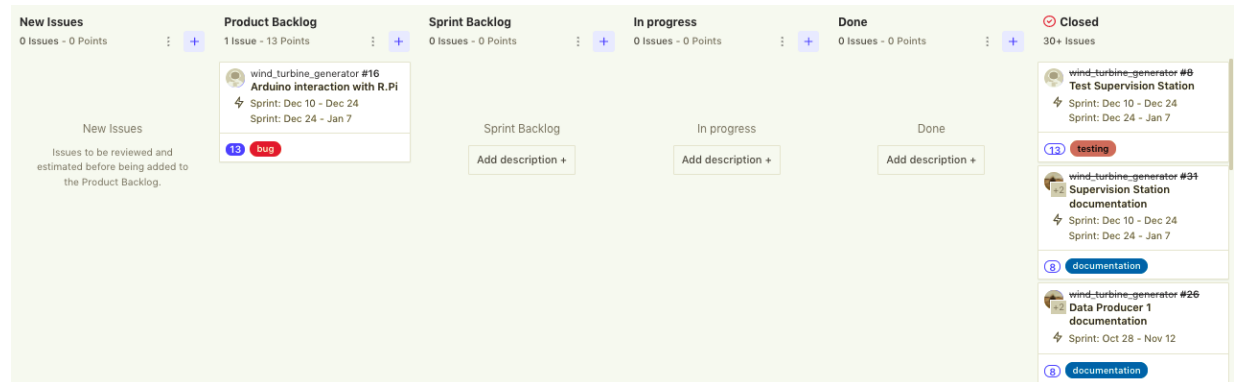 New Issues
0 Issues - 0 Points
+
New Issues
Issues to be reviewed and
estimated before being added to
the Product Backlog.
Product Backlog
1 Issue - 13 Points
+
wind_turbine_generator #16
Arduino interaction with R.Pi
Sprint: Dec 10 - Dec 24
Sprint: Dec 24 - Jan 7
13 bug
Sprint Backlog
0 Issues - 0 Points
+
Sprint Backlog
Add description +
In progress
0 Issues - 0 Points
+
In progress
Add description +
Done
0 Issues - 0 Points
+
Done
Add description +
Closed
30+ Issues
wind_turbine_generator #8
Test Supervision Station
Sprint: Dec 10 - Dec 24
Sprint: Dec 24 - Jan 7
13 testing
wind_turbine_generator #31
+2 Supervision Station
documentation
Sprint: Dec 10 - Dec 24
Sprint: Dec 24 - Jan 7
8 documentation
wind_turbine_generator #26
+2 Data Producer 1
documentation
Sprint: Oct 28 - Nov 12
8 documentation